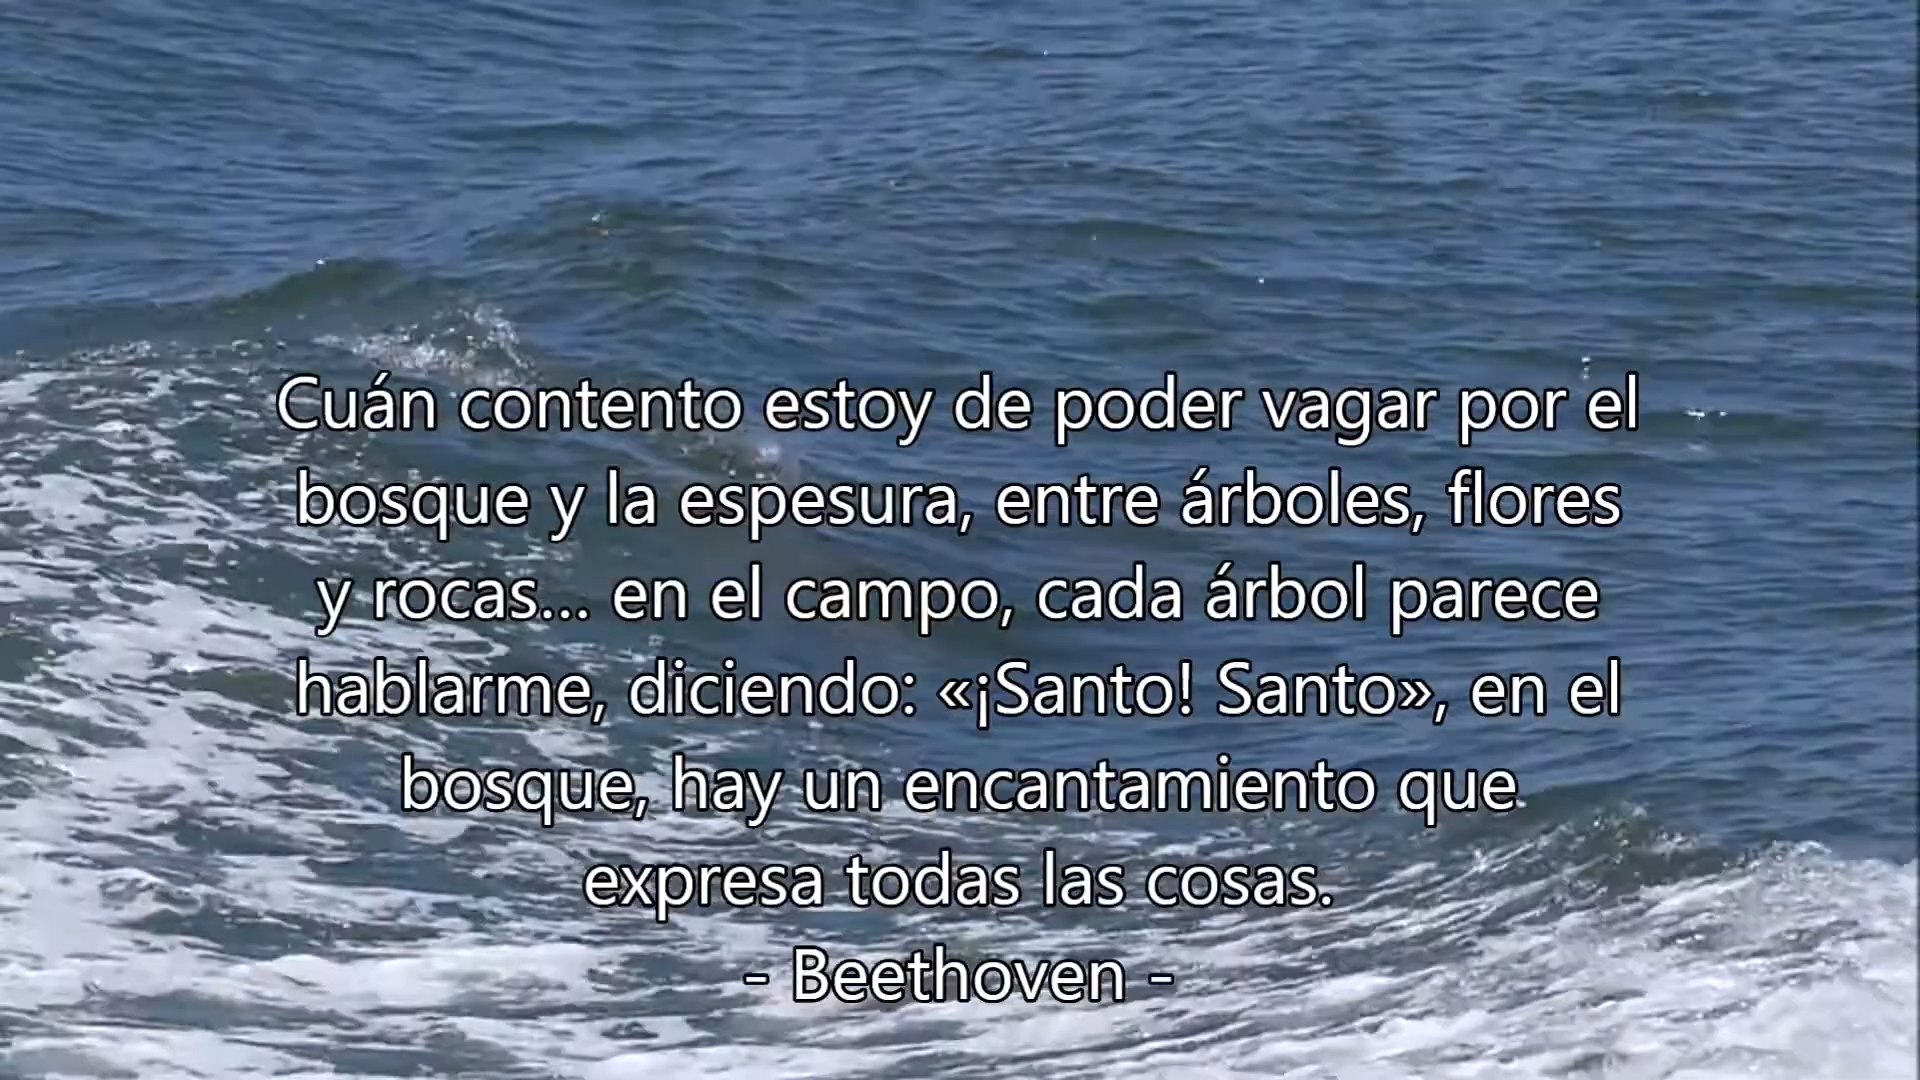 Cuán contento estoy de poder vagar por el
bosque y la espesura, entre árboles, flores
y rocas... en el campo, cada árbol parece
hablarme, diciendo: «¡Santo! Santo», en el
bosque, hay un encantamiento que
expresa todas las cosas.
- Beethoven -